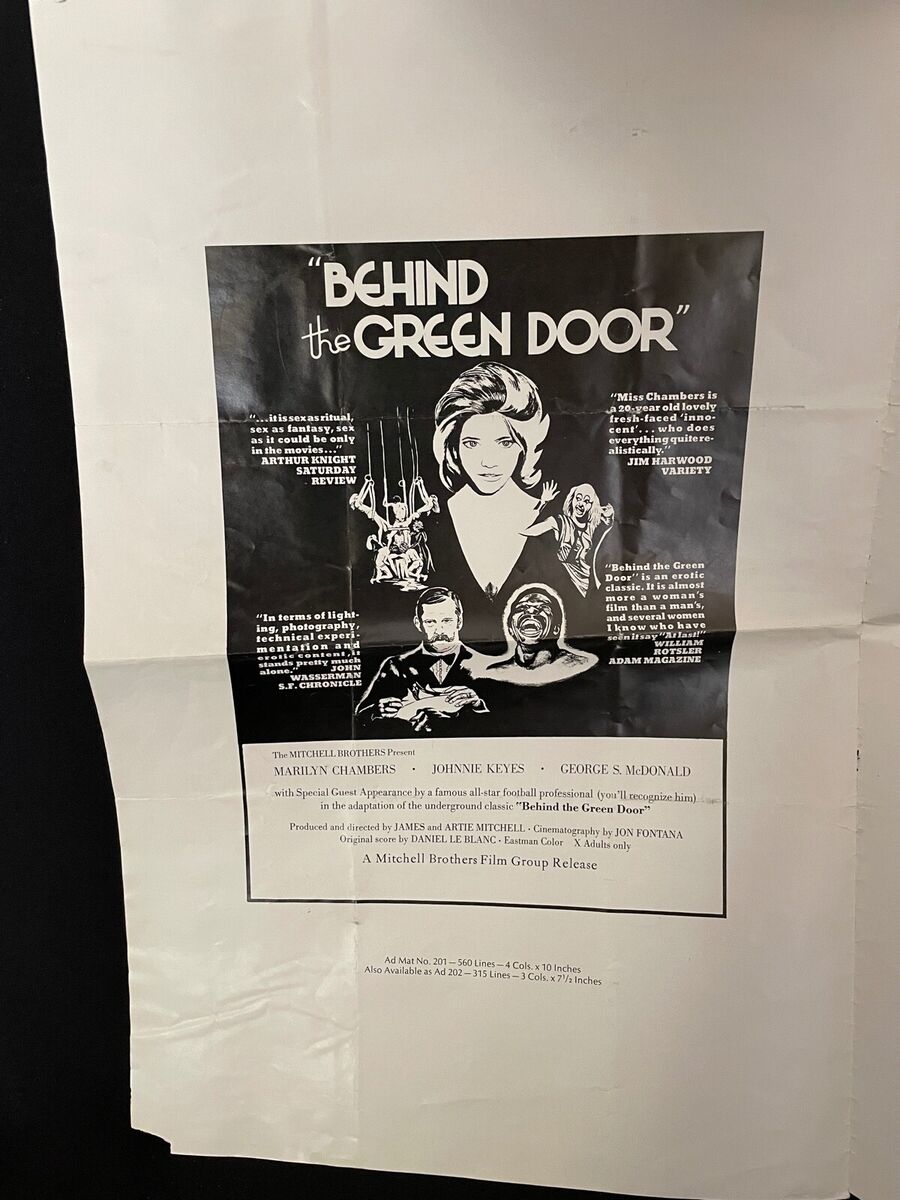 "BEHIND
the GREEN DOOR"
"...it is sex as ritual,
sex as fantasy, sex
as it could be only
in the movies..."
ARTHUR KNIGHT
SATURDAY
REVIEW
"Miss Chambers is
a 20-year old lovely
fresh-faced 'inno-
cent'... who does
everything quite re-
alistically."
JIM HARWOOD
VARIETY
"In terms of light-
ing, photography,
technical experi-
mentation and
erotic content, it
stands pretty much
alone." JOHN
WASSERMAN
S.F. CHRONICLE
"Behind the Green
Door" is an erotic
classic. It is almost
more a woman's
film than a man's,
and several women
I know who have
seen it say "At last!"
WILLIAM
ROTSLER
ADAM MAGAZINE
The MITCHELL BROTHERS Present
MARILYN CHAMBERS · JOHNNIE KEYES · GEORGE S. McDONALD
with Special Guest Appearance by a famous all-star football professional (you'll recognize him)
in the adaptation of the underground classic "Behind the Green Door"
Produced and directed by JAMES and ARTIE MITCHELL · Cinematography by JON FONTANA
Original score by DANIEL LE BLANC · Eastman Color X Adults only
A Mitchell Brothers Film Group Release
Ad Mat No. 201 — 560 Lines — 4 Cols. x 10 Inches
Also Available as Ad 202 — 315 Lines — 3 Cols. x 7 1/2 Inches